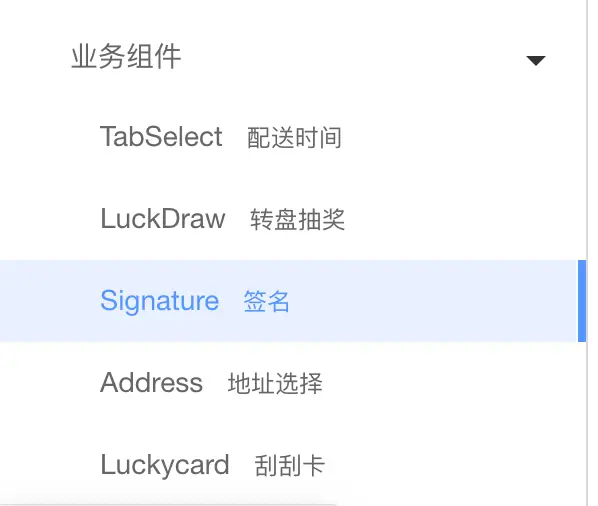 业务组件
TabSelect 配送时间
LuckDraw 转盘抽奖
Signature 签名
Address 地址选择
Luckycard 刮刮卡